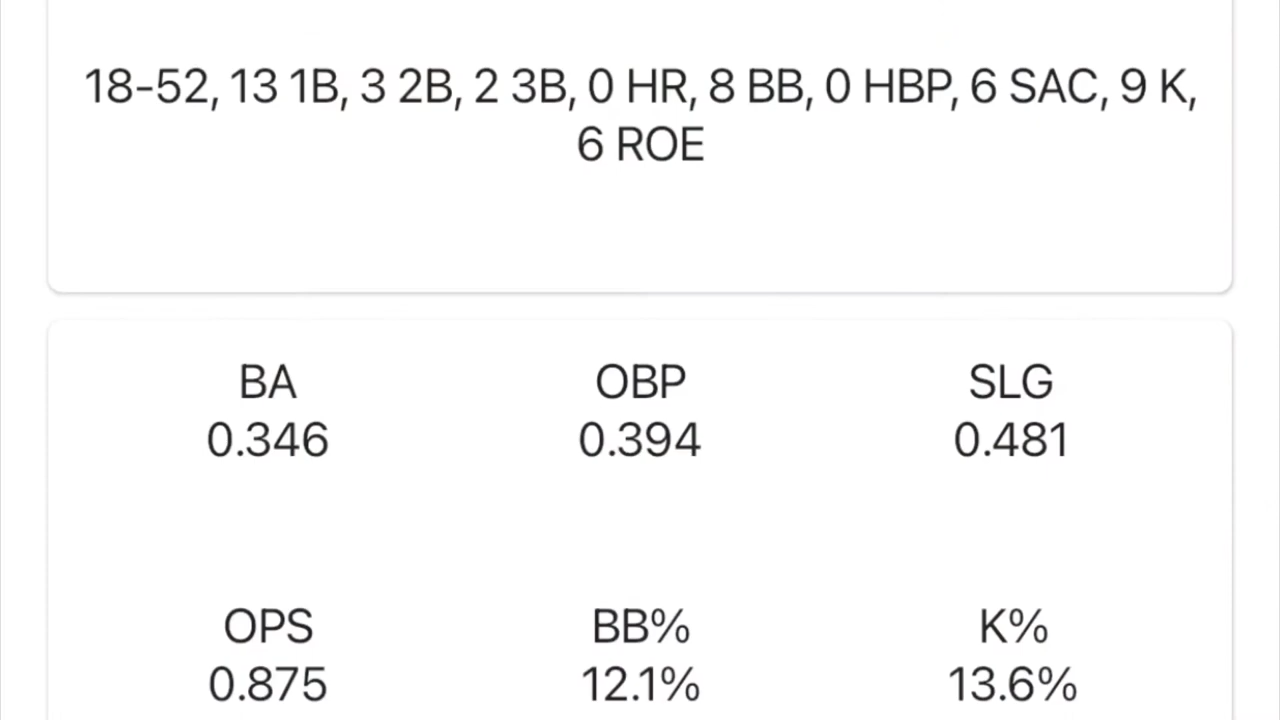 18-52, 13 1B, 3 2B, 2 3B, 0 HR, 8 BB, 0 HBP, 6 SAC, 9 K,
6 ROE
BA OBP SLG
0.346 0.394 0.481
OPS BB% K%
0.875 12.1% 13.6%